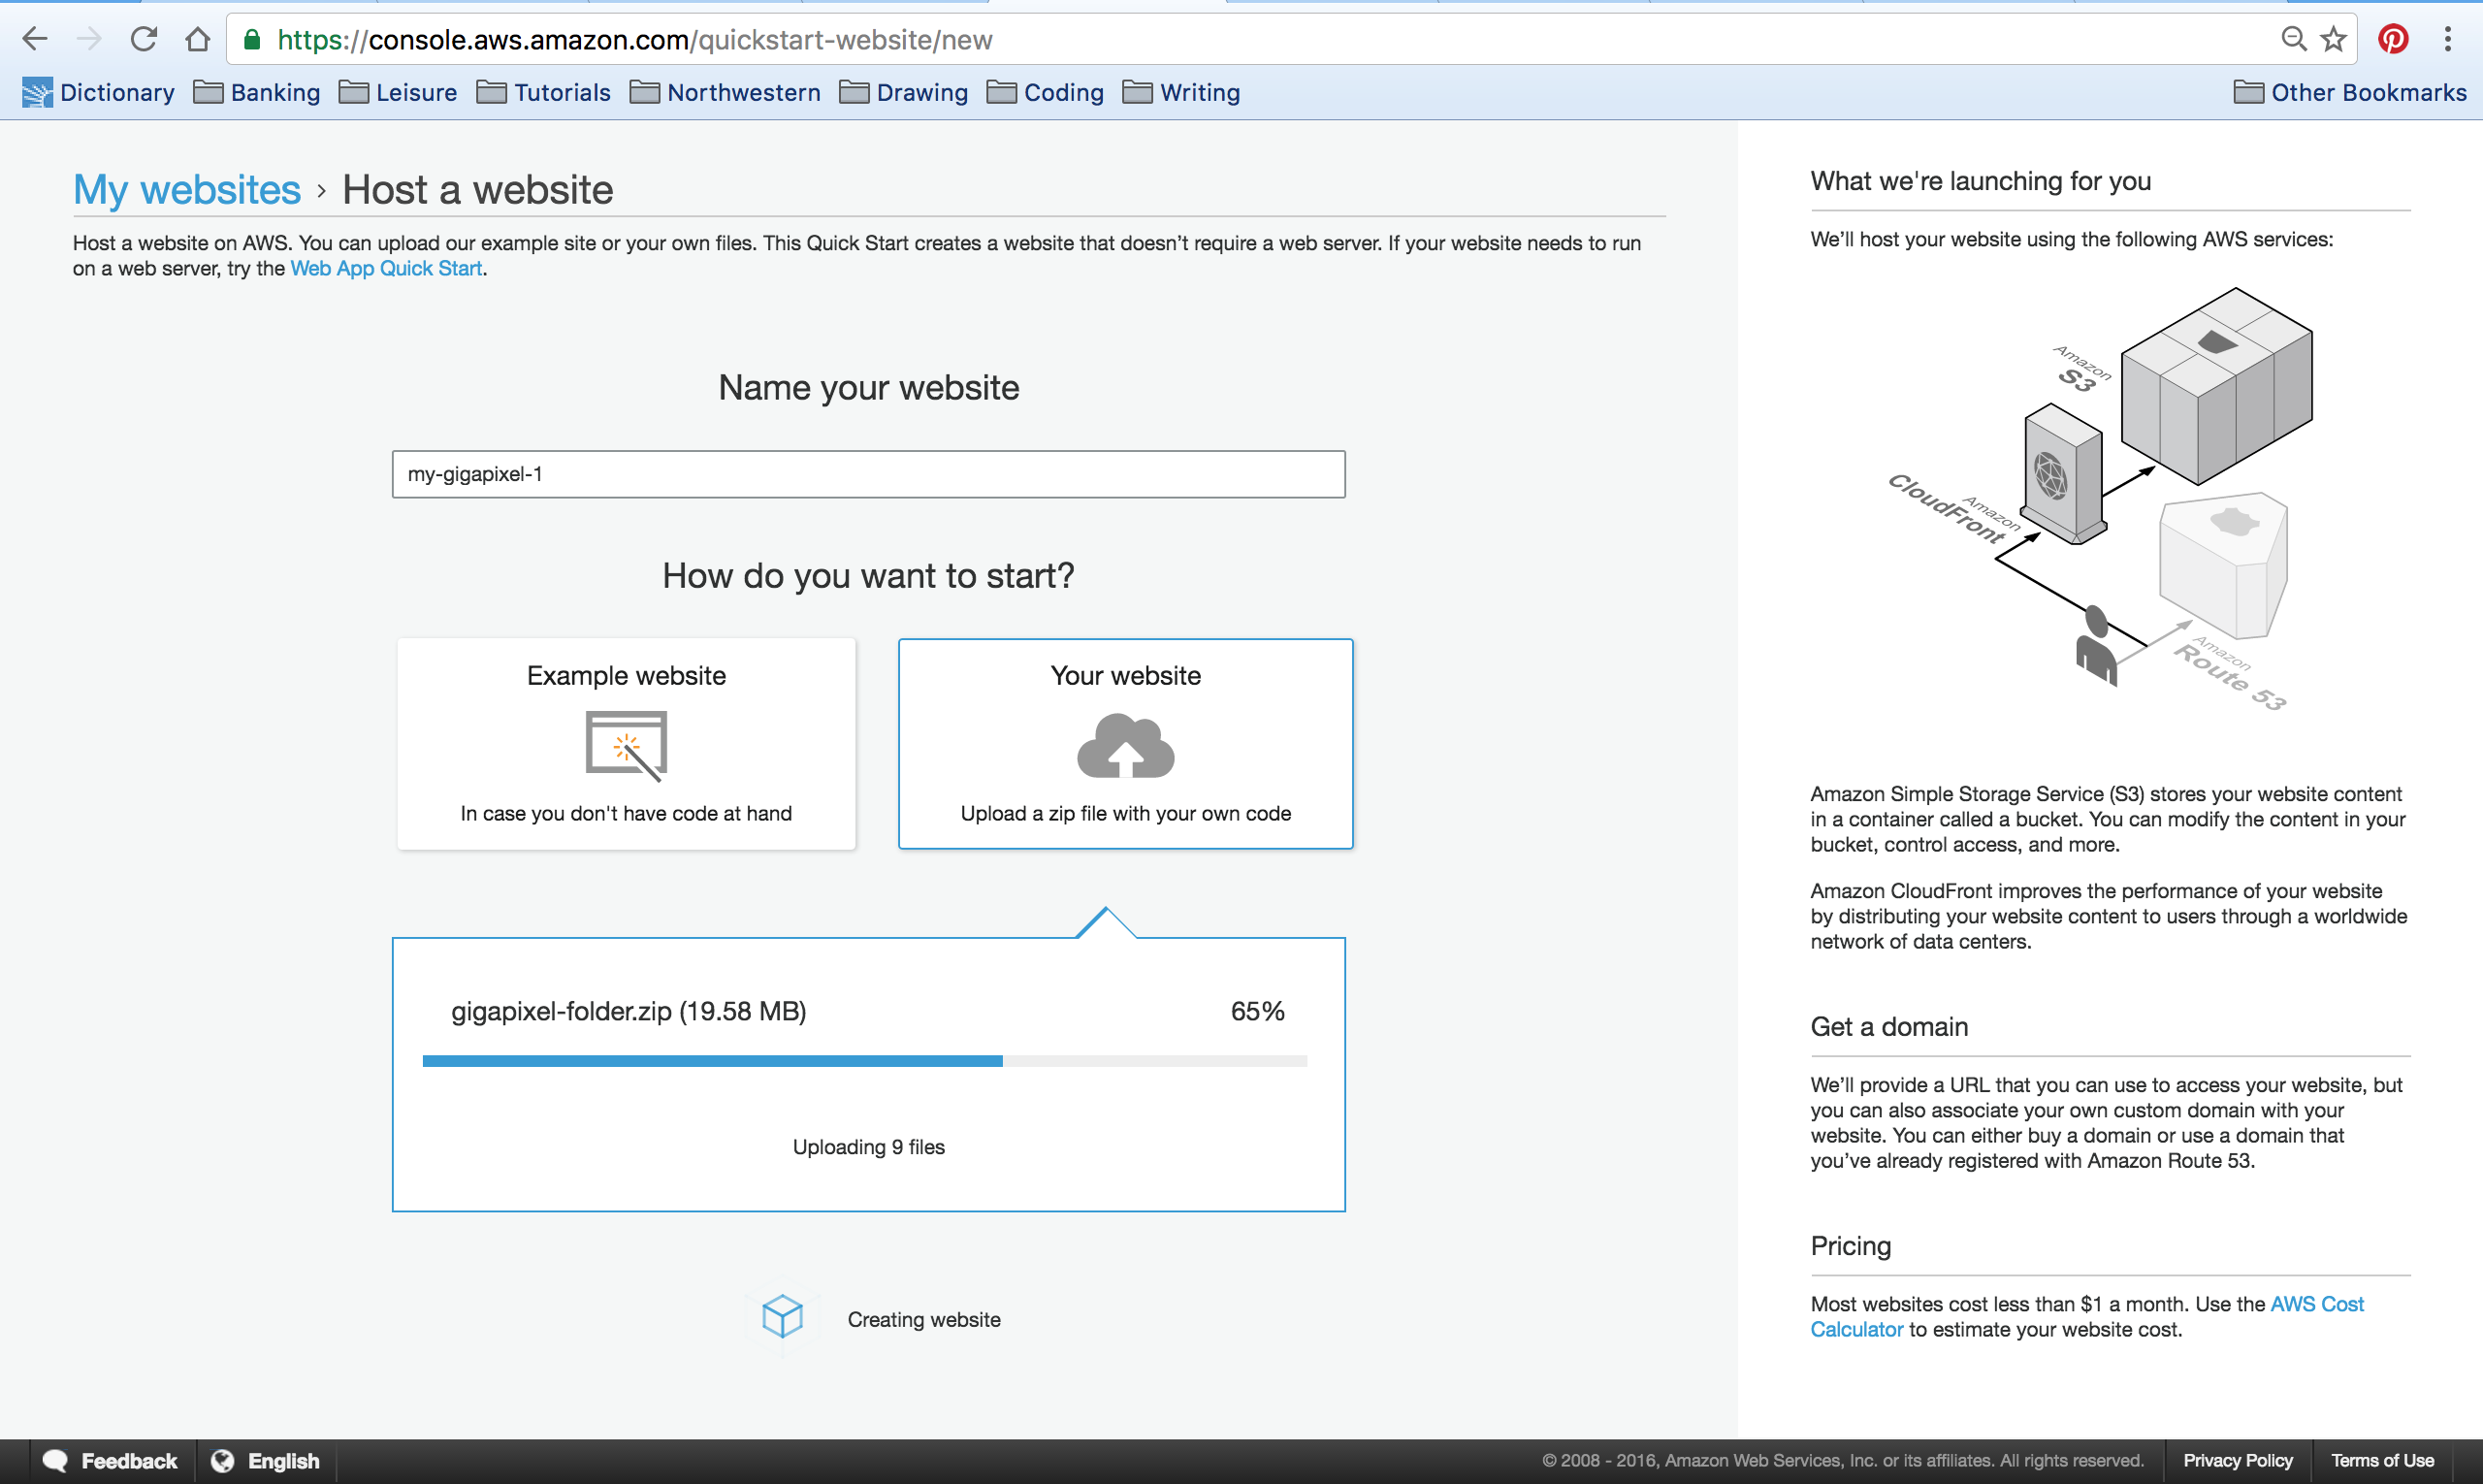 https://console.aws.amazon.com/quickstart-website/new
Dictionary Banking Leisure Tutorials Northwestern Drawing Coding Writing Other Bookmarks
My websites › Host a website
Host a website on AWS. You can upload our example site or your own files. This Quick Start creates a website that doesn’t require a web server. If your website needs to run
on a web server, try the Web App Quick Start.
Name your website
my-gigapixel-1
How do you want to start?
Example website
In case you don't have code at hand
Your website
Upload a zip file with your own code
gigapixel-folder.zip (19.58 MB) 65%
Uploading 9 files
Creating website
What we're launching for you
We’ll host your website using the following AWS services:
Amazon
S3
Amazon
CloudFront
Amazon
Route 53
Amazon Simple Storage Service (S3) stores your website content
in a container called a bucket. You can modify the content in your
bucket, control access, and more.
Amazon CloudFront improves the performance of your website
by distributing your website content to users through a worldwide
network of data centers.
Get a domain
We’ll provide a URL that you can use to access your website, but
you can also associate your own custom domain with your
website. You can either buy a domain or use a domain that
you’ve already registered with Amazon Route 53.
Pricing
Most websites cost less than $1 a month. Use the AWS Cost
Calculator to estimate your website cost.
Feedback English © 2008 - 2016, Amazon Web Services, Inc. or its affiliates. All rights reserved. Privacy Policy Terms of Use